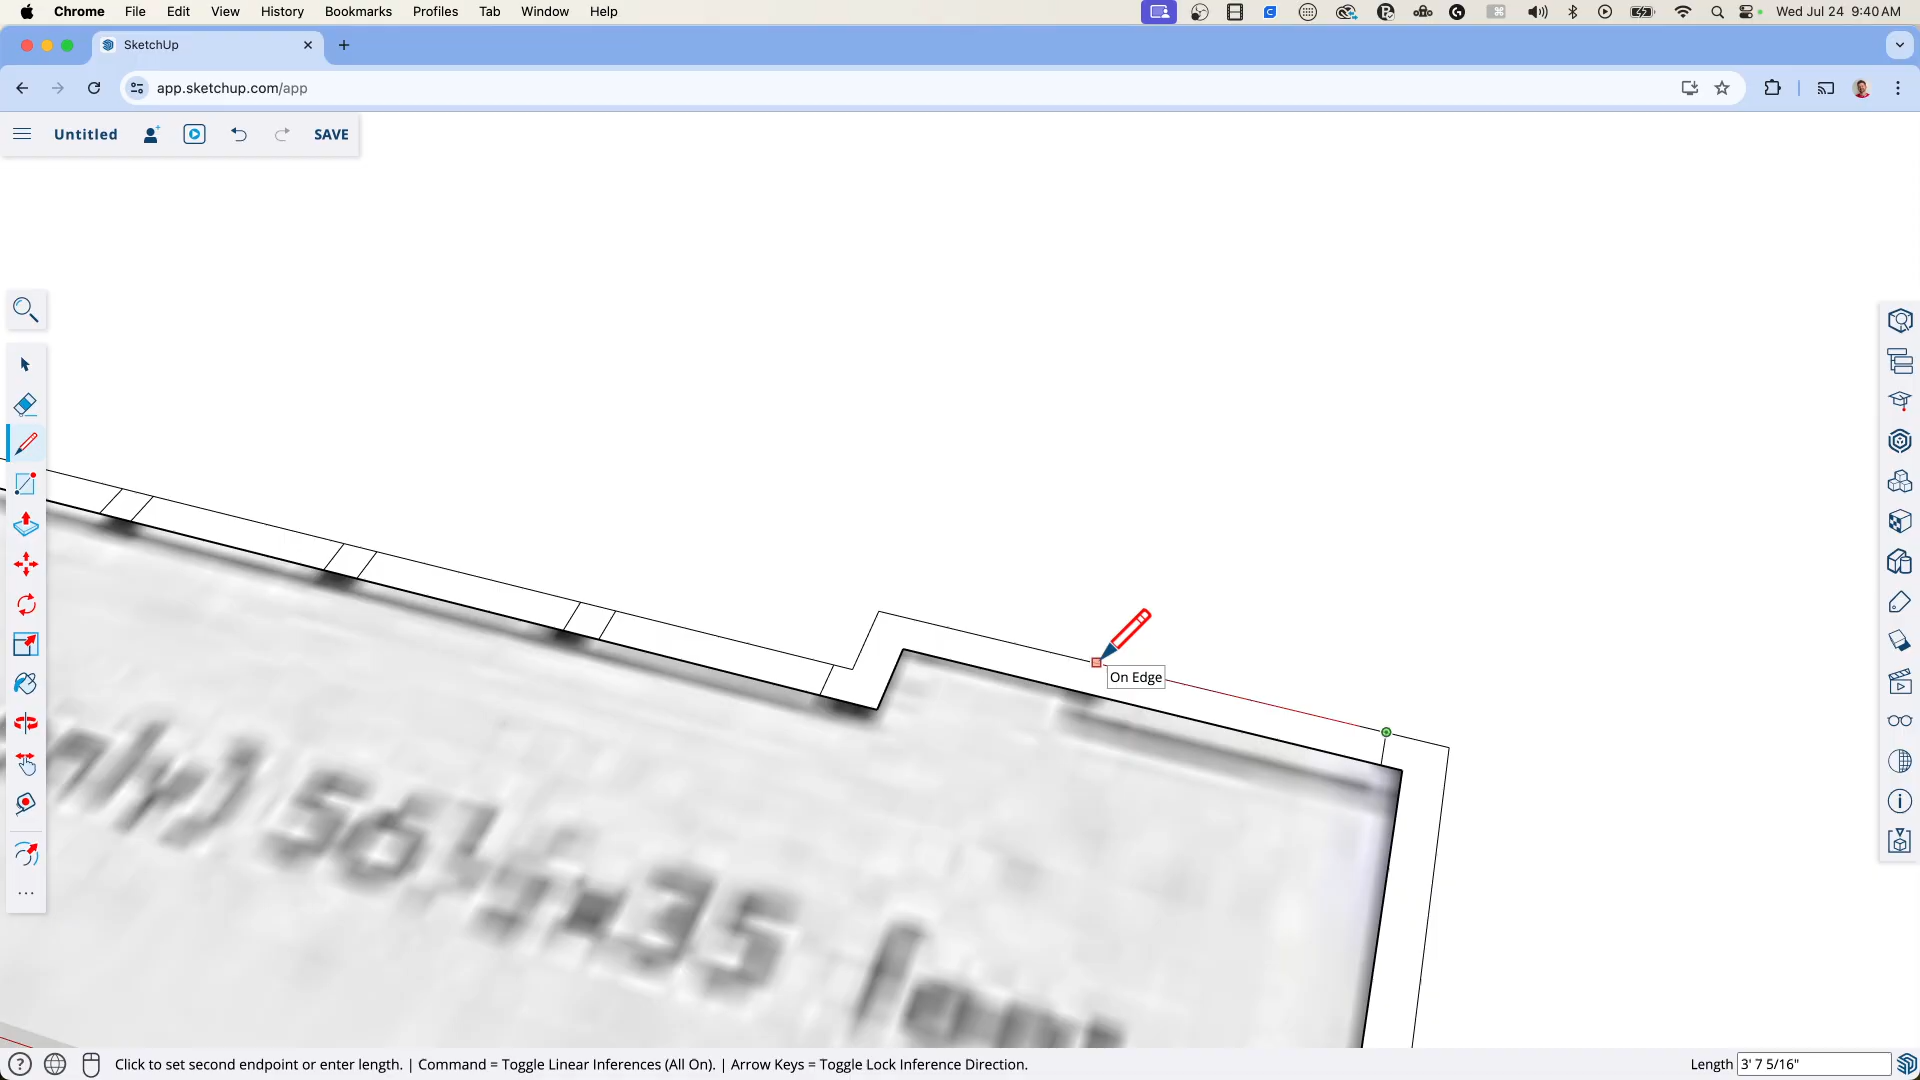 Chrome File Edit View History Bookmarks Profiles Tab Window Help
Wed Jul 24 9:40 AM
SketchUp
app.sketchup.com/app
Untitled
SAVE
On Edge
Click to set second endpoint or enter length. | Command = Toggle Linear Inferences (All On). | Arrow Keys = Toggle Lock Inference Direction.
Length 3' 7 5/16"